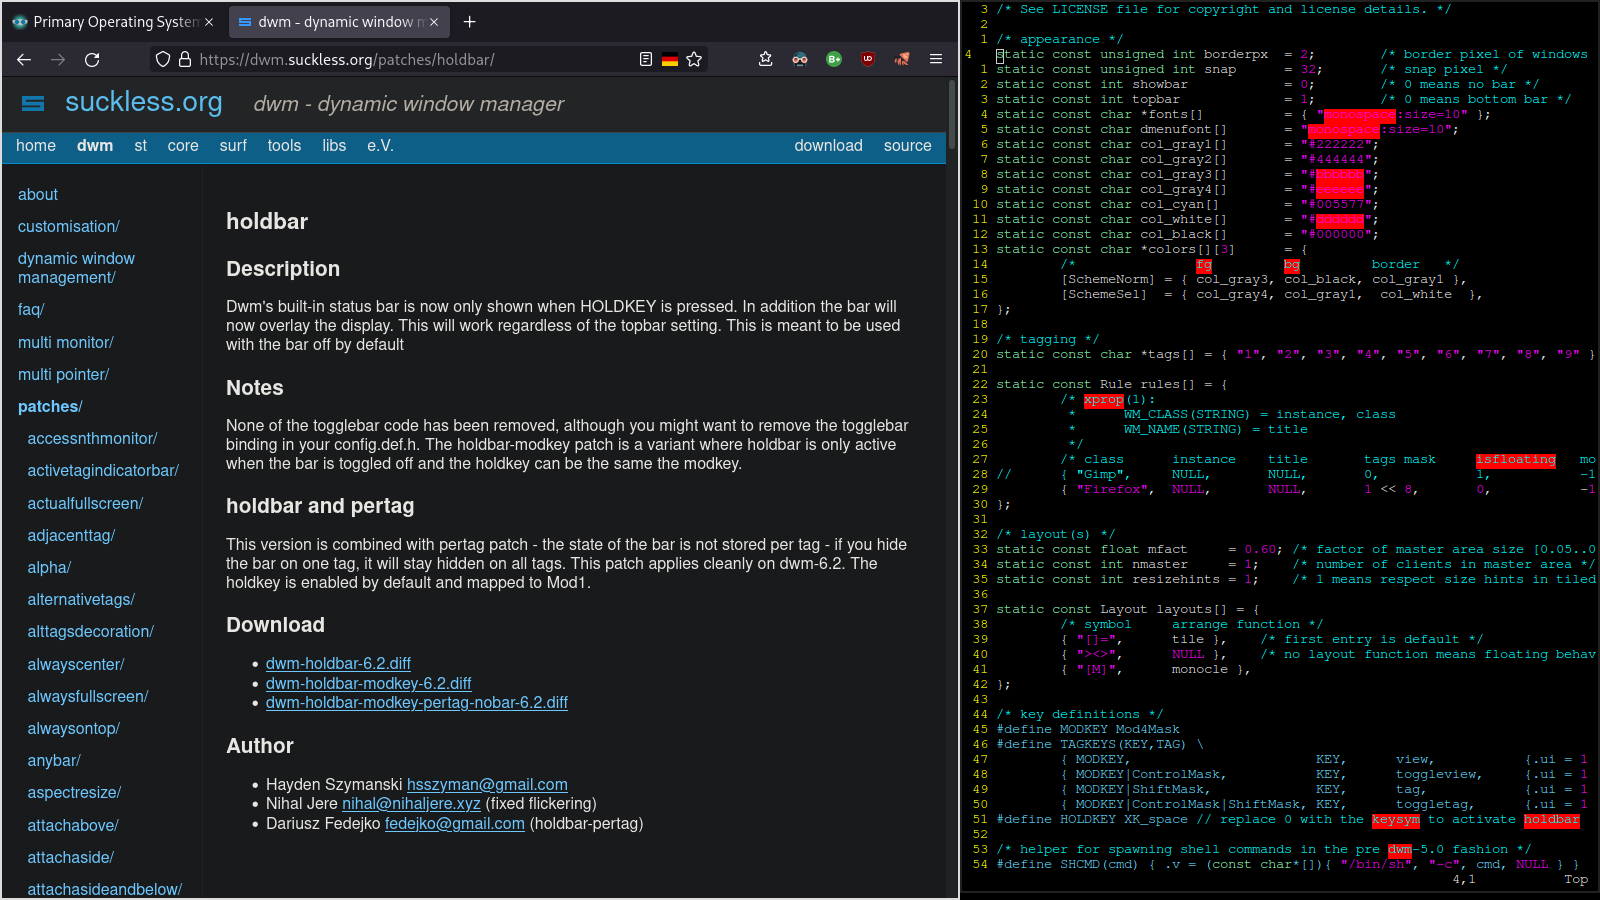 Primary Operating System
dwm - dynamic window m
https://dwm.suckless.org/patches/holdbar/
suckless.org dwm - dynamic window manager
home dwm st core surf tools libs e.V. download source
about
customisation/
dynamic window
management/
faq/
multi monitor/
multi pointer/
patches/
accessnthmonitor/
activetagindicatorbar/
actualfullscreen/
adjacenttag/
alpha/
alternativetags/
alttagsdecoration/
alwayscenter/
alwaysfullscreen/
alwaysontop/
anybar/
aspectresize/
attachabove/
attachaside/
attachasideandbelow/
holdbar
Description
Dwm's built-in status bar is now only shown when HOLDKEY is pressed. In addition the bar will
now overlay the display. This will work regardless of the topbar setting. This is meant to be used
with the bar off by default
Notes
None of the togglebar code has been removed, although you might want to remove the togglebar
binding in your config.def.h. The holdbar-modkey patch is a variant where holdbar is only active
when the bar is toggled off and the holdkey can be the same the modkey.
holdbar and pertag
This version is combined with pertag patch - the state of the bar is not stored per tag - if you hide
the bar on one tag, it will stay hidden on all tags. This patch applies cleanly on dwm-6.2. The
holdkey is enabled by default and mapped to Mod1.
Download
• dwm-holdbar-6.2.diff
• dwm-holdbar-modkey-6.2.diff
• dwm-holdbar-modkey-pertag-nobar-6.2.diff
Author
• Hayden Szymanski hsszyman@gmail.com
• Nihal Jere nihal@nihaljere.xyz (fixed flickering)
• Dariusz Fedejko fedejko@gmail.com (holdbar-pertag)
3 /* See LICENSE file for copyright and license details. */
2
1 /* appearance */
4 static const unsigned int borderpx = 2; /* border pixel of windows
1 static const unsigned int snap = 32; /* snap pixel */
2 static const int showbar = 0; /* 0 means no bar */
3 static const int topbar = 1; /* 0 means bottom bar */
4 static const char *fonts[] = { "monospace:size=10" };
5 static const char dmenufont[] = "monospace:size=10";
6 static const char col_gray1[] = "#222222";
7 static const char col_gray2[] = "#444444";
8 static const char col_gray3[] = "#bbbbbb";
9 static const char col_gray4[] = "#eeeeee";
10 static const char col_cyan[] = "#005577";
11 static const char col_white[] = "#dddddd";
12 static const char col_black[] = "#000000";
13 static const char *colors[][3] = {
14 /* fg bg border */
15 [SchemeNorm] = { col_gray3, col_black, col_gray1 },
16 [SchemeSel] = { col_gray4, col_gray1, col_white },
17 };
18
19 /* tagging */
20 static const char *tags[] = { "1", "2", "3", "4", "5", "6", "7", "8", "9" }
21
22 static const Rule rules[] = {
23 /* xprop(1):
24 * WM_CLASS(STRING) = instance, class
25 * WM_NAME(STRING) = title
26 */
27 /* class instance title tags mask isfloating mo
28 // { "Gimp", NULL, NULL, 0, 1, -1
29 { "Firefox", NULL, NULL, 1 << 8, 0, -1
30 };
31
32 /* layout(s) */
33 static const float mfact = 0.60; /* factor of master area size [0.05..0
34 static const int nmaster = 1; /* number of clients in master area */
35 static const int resizehints = 1; /* 1 means respect size hints in tiled
36
37 static const Layout layouts[] = {
38 /* symbol arrange function */
39 { "[]=", tile }, /* first entry is default */
40 { "><>", NULL }, /* no layout function means floating behav
41 { "[M]", monocle },
42 };
43
44 /* key definitions */
45 #define MODKEY Mod4Mask
46 #define TAGKEYS(KEY,TAG) \
47 { MODKEY, KEY, view, {.ui = 1
48 { MODKEY|ControlMask, KEY, toggleview, {.ui = 1
49 { MODKEY|ShiftMask, KEY, tag, {.ui = 1
50 { MODKEY|ControlMask|ShiftMask, KEY, toggletag, {.ui = 1
51 #define HOLDKEY XK_space // replace 0 with the keysym to activate holdbar
52
53 /* helper for spawning shell commands in the pre dwm-5.0 fashion */
54 #define SHCMD(cmd) { .v = (const char*[]){ "/bin/sh", "-c", cmd, NULL } }
4,1 Top